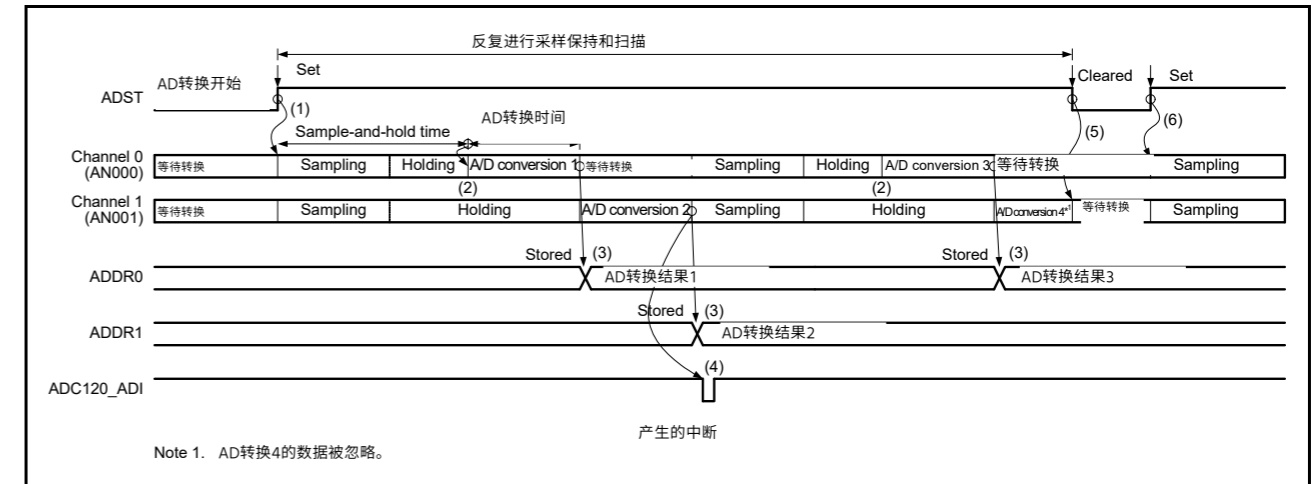 反复进行采样保持和扫描
ADST AD转换开始 Set Cleared Set
(1) (5) (6)
Sample-and-hold time AD转换时间
Channel 0 (AN000) 等待转换 Sampling Holding A/D conversion 1 等待转换 Sampling Holding A/D conversion 3 等待转换 Sampling
(2) (2)
Channel 1 (AN001) 等待转换 Sampling Holding A/D conversion 2 Sampling Holding A/D conversion 4*1 等待转换 Sampling
Stored (3) Stored (3)
ADDR0 AD转换结果1 AD转换结果3
Stored (3)
ADDR1 AD转换结果2
(4)
ADC120_ADI
产生的中断
Note 1. AD转换4的数据被忽略。